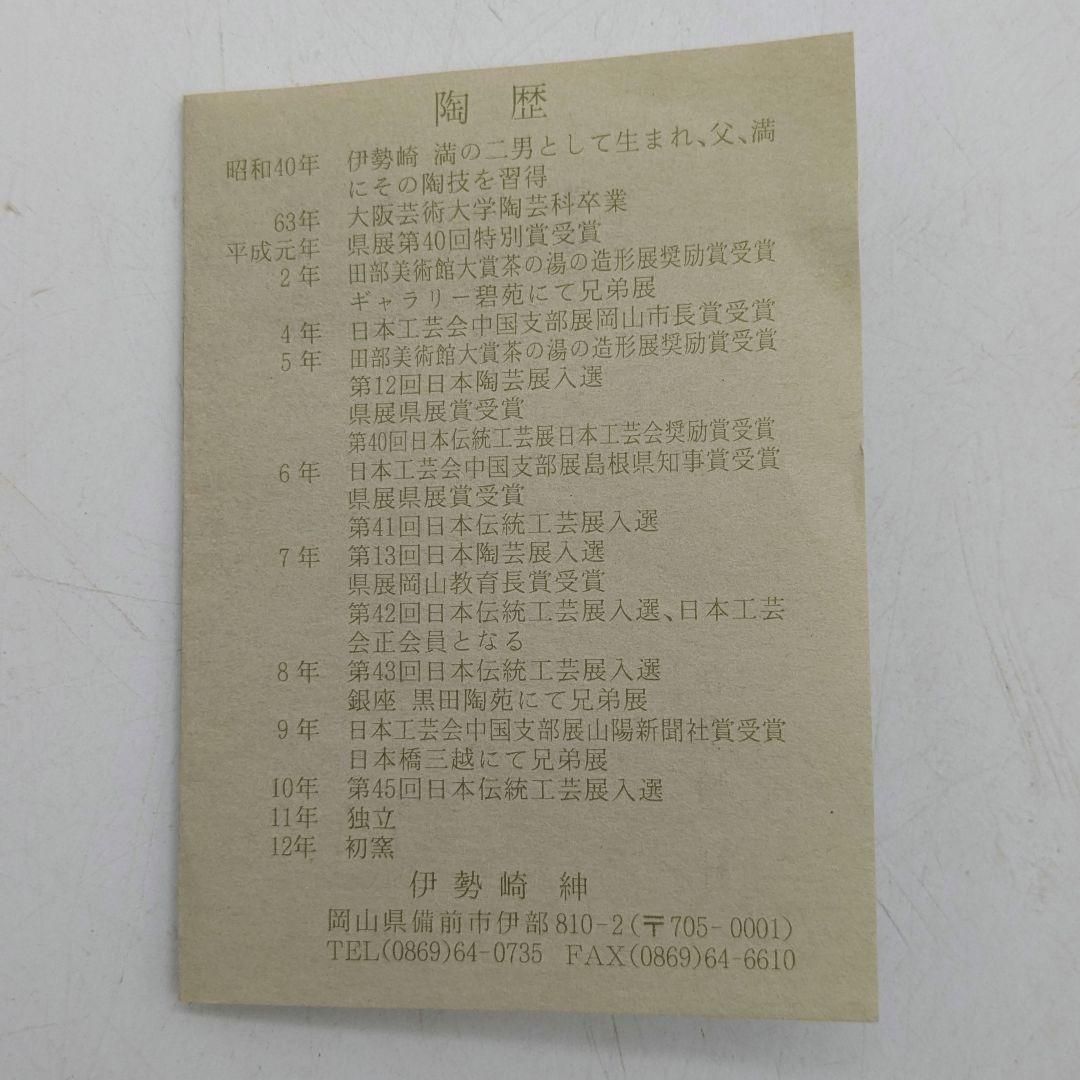 陶 歴
昭和40年 伊勢崎 満の二男として生まれ、父、満
にその陶技を習得
63年 大阪芸術大学陶芸科卒業
平成元年 県展第40回特別賞受賞
2年 田部美術館大賞茶の湯の造形展奨励賞受賞
ギャラリー碧苑にて兄弟展
4年 日本工芸会中国支部展岡山市長賞受賞
5年 田部美術館大賞茶の湯の造形展奨励賞受賞
第12回日本陶芸展入選
県展県展賞受賞
第40回日本伝統工芸展日本工芸会奨励賞受賞
6年 日本工芸会中国支部展島根県知事賞受賞
県展県展賞受賞
第41回日本伝統工芸展入選
7年 第13回日本陶芸展入選
県展岡山教育長賞受賞
第42回日本伝統工芸展入選、日本工芸
会正会員となる
8年 第43回日本伝統工芸展入選
銀座 黒田陶苑にて兄弟展
9年 日本工芸会中国支部展山陽新聞社賞受賞
日本橋三越にて兄弟展
10年 第45回日本伝統工芸展入選
11年 独立
12年 初窯
伊勢崎 紳
岡山県備前市伊部810-2(〒705-0001)
TEL(0869)64-0735 FAX(0869)64-6610